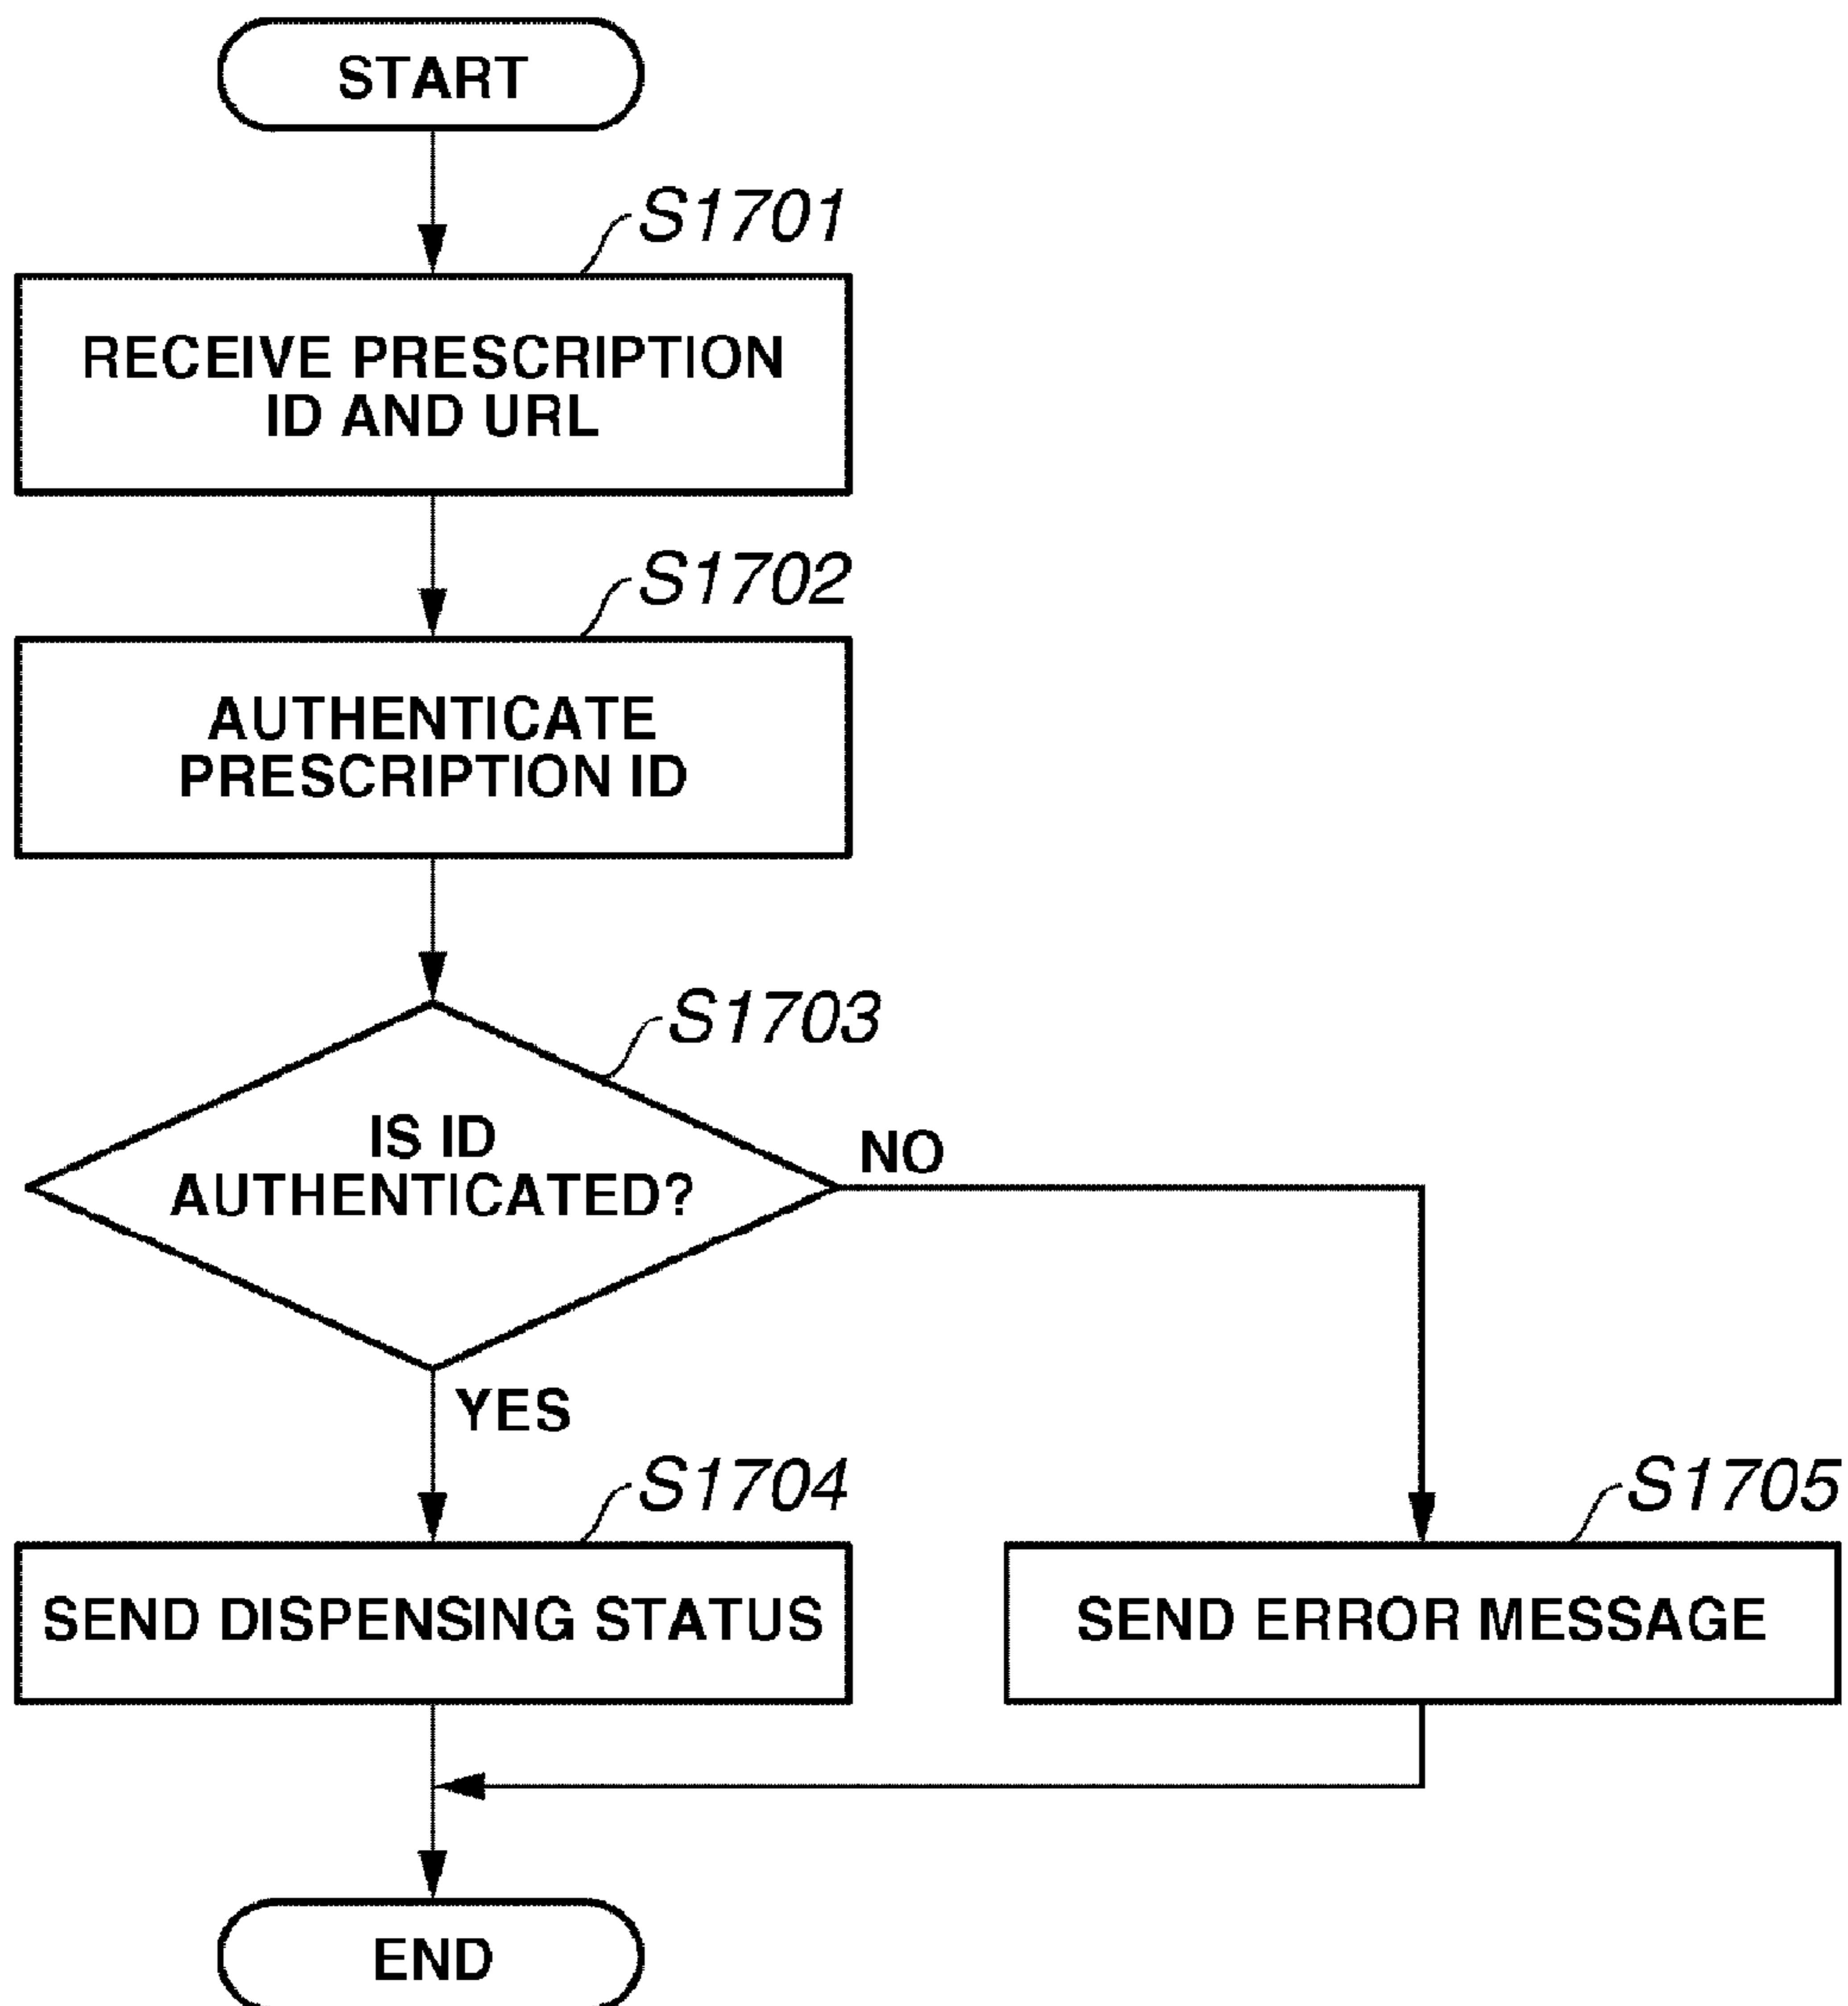 START
S1701
RECEIVE PRESCRIPTION
ID AND URL
S1702
AUTHENTICATE
PRESCRIPTION ID
S1703
IS ID
AUTHENTICATED?
NO
YES
S1704
SEND DISPENSING STATUS
S1705
SEND ERROR MESSAGE
END